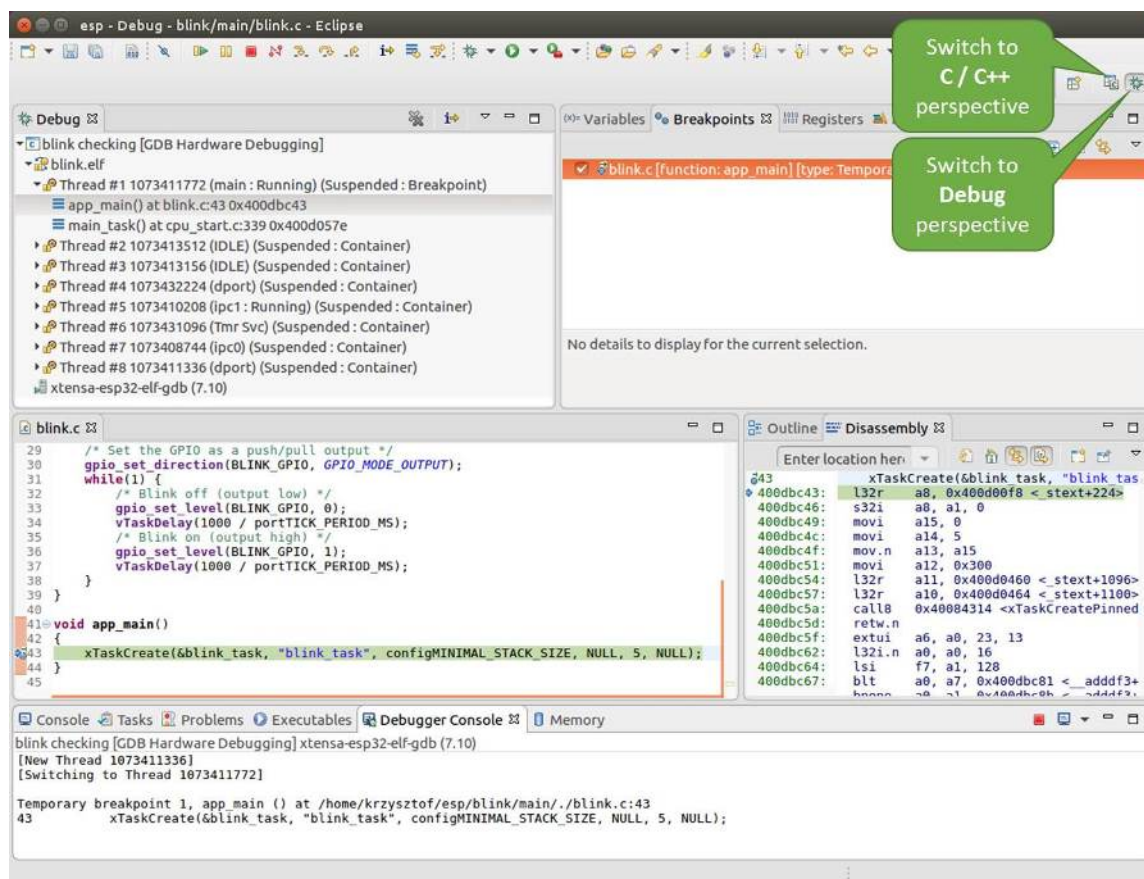 esp - Debug - blink/main/blink.c - Eclipse
Switch to
C / C++
perspective
Debug
Variables
Breakpoints
Registers
blink checking [GDB Hardware Debugging]
blink.elf
Thread #1 1073411772 (main : Running) (Suspended : Breakpoint)
app_main() at blink.c:43 0x400dbc43
main_task() at cpu_start.c:339 0x400d057e
Thread #2 1073413512 (IDLE) (Suspended : Container)
Thread #3 1073413156 (IDLE) (Suspended : Container)
Thread #4 1073432224 (dport) (Suspended : Container)
Thread #5 1073410208 (ipc1 : Running) (Suspended : Container)
Thread #6 1073431096 (Tmr Svc) (Suspended : Container)
Thread #7 1073408744 (ipc0) (Suspended : Container)
Thread #8 1073411336 (dport) (Suspended : Container)
xtensa-esp32-elf-gdb (7.10)
blink.c [function: app_main] [type: Tempora
Switch to
Debug
perspective
No details to display for the current selection.
blink.c
29 /* Set the GPIO as a push/pull output */
30 gpio_set_direction(BLINK_GPIO, GPIO_MODE_OUTPUT);
31 while(1) {
32 /* Blink off (output low) */
33 gpio_set_level(BLINK_GPIO, 0);
34 vTaskDelay(1000 / portTICK_PERIOD_MS);
35 /* Blink on (output high) */
36 gpio_set_level(BLINK_GPIO, 1);
37 vTaskDelay(1000 / portTICK_PERIOD_MS);
38 }
39 }
40
41 void app_main()
42 {
43 xTaskCreate(&blink_task, "blink_task", configMINIMAL_STACK_SIZE, NULL, 5, NULL);
44 }
45
Outline
Disassembly
Enter location her
43 xTaskCreate(&blink_task, "blink_tas
400dbc43: l32r a8, 0x400d00f8 <_stext+224>
400dbc46: s32i a8, a1, 0
400dbc49: movi a15, 0
400dbc4c: movi a14, 5
400dbc4f: mov.n a13, a15
400dbc51: movi a12, 0x300
400dbc54: l32r a11, 0x400d0460 <_stext+1096>
400dbc57: l32r a10, 0x400d0464 <_stext+1100>
400dbc5a: call8 0x40084314 <xTaskCreatePinned
400dbc5d: retw.n
400dbc5f: extui a6, a0, 23, 13
400dbc62: l32i.n a0, a0, 16
400dbc64: lsi f7, a1, 128
400dbc67: blt a0, a7, 0x400dbc81 <__adddf3+
Console
Tasks
Problems
Executables
Debugger Console
Memory
blink checking [GDB Hardware Debugging] xtensa-esp32-elf-gdb (7.10)
[New Thread 1073411336]
[Switching to Thread 1073411772]
Temporary breakpoint 1, app_main () at /home/krzysztof/esp/blink/main/./blink.c:43
43 xTaskCreate(&blink_task, "blink_task", configMINIMAL_STACK_SIZE, NULL, 5, NULL);